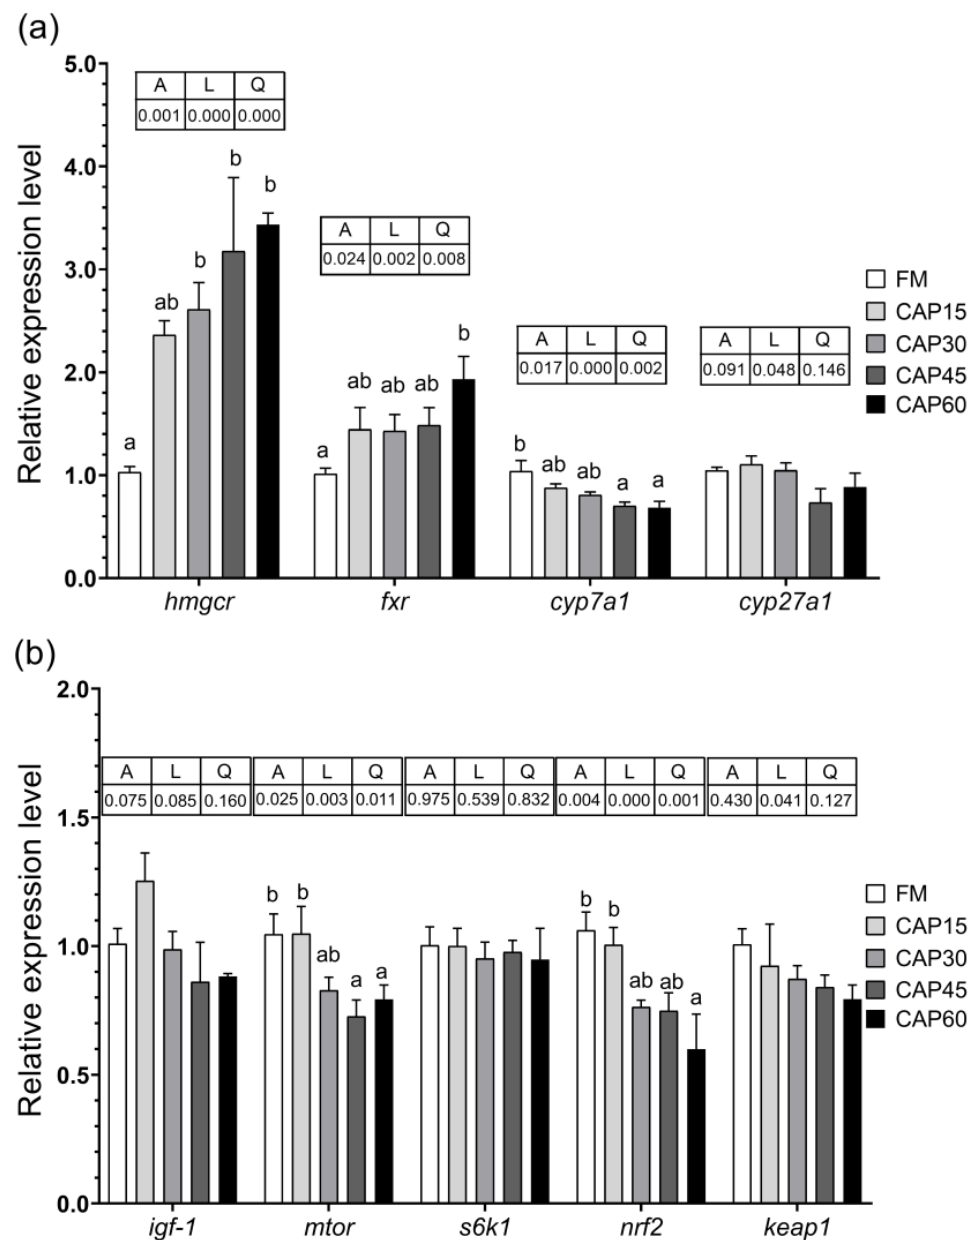 (a)
Relative expression level
5.0
4.0
3.0
2.0
1.0
0.0
A L Q
0.001 0.000 0.000
a ab b b b
A L Q
0.024 0.002 0.008
a ab ab ab b
A L Q
0.017 0.000 0.002
b ab ab a a
A L Q
0.091 0.048 0.146
hmgcr fxr cyp7a1 cyp27a1
FM
CAP15
CAP30
CAP45
CAP60
(b)
Relative expression level
2.0
1.5
1.0
0.5
0.0
A L Q
0.075 0.085 0.160
A L Q
0.025 0.003 0.011
b b ab a a
A L Q
0.975 0.539 0.832
A L Q
0.004 0.000 0.001
b b ab ab a
A L Q
0.430 0.041 0.127
igf-1 mtor s6k1 nrf2 keap1
FM
CAP15
CAP30
CAP45
CAP60